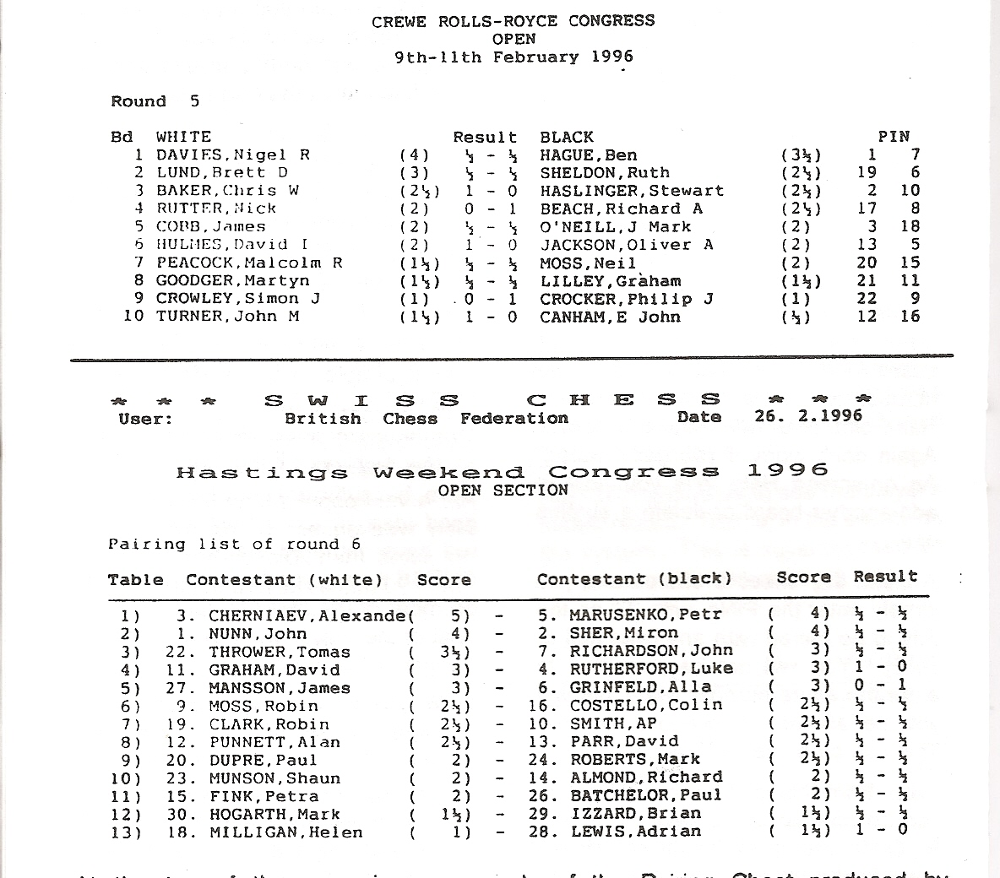 CREWE ROLLS-ROYCE CONGRESS
OPEN
9th-11th February 1996
Round 5
Bd WHITE Result BLACK PIN
1 DAVIES,Nigel R (4) ½ - ½ HAGUE,Ben (3½) 1 7
2 LUND,Brett D (3) ½ - ½ SHELDON,Ruth (2½) 19 6
3 BAKER,Chris W (2½) 1 - 0 HASLINGER,Stewart (2½) 2 10
4 RUTTER,Nick (2) 0 - 1 BEACH,Richard A (2½) 17 8
5 COBB,James (2) ½ - ½ O'NEILL,J Mark (2) 3 18
6 HULMES,David I (2) 1 - 0 JACKSON,Oliver A (2) 13 5
7 PEACOCK,Malcolm R (1½) ½ - ½ MOSS,Neil (2) 20 15
8 GOODGER,Martyn (1½) ½ - ½ LILLEY,Graham (1½) 21 11
9 CROWLEY,Simon J (1) 0 - 1 CROCKER,Philip J (1) 22 9
10 TURNER,John M (1½) 1 - 0 CANHAM,E John (½) 12 16
* * * S W I S S C H E S S * * *
User: British Chess Federation Date 26. 2.1996
Hastings Weekend Congress 1996
OPEN SECTION
Pairing list of round 6
Table Contestant (white) Score Contestant (black) Score Result
1) 3. CHERNIAEV,Alexande( 5) - 5. MARUSENKO,Petr ( 4) ½ - ½
2) 1. NUNN,John ( 4) - 2. SHER,Miron ( 4) ½ - ½
3) 22. THROWER,Tomas ( 3½) - 7. RICHARDSON,John ( 3) ½ - ½
4) 11. GRAHAM,David ( 3) - 4. RUTHERFORD,Luke ( 3) 1 - 0
5) 27. MANSSON,James ( 3) - 6. GRINFELD,Alla ( 3) 0 - 1
6) 9. MOSS,Robin ( 2½) - 16. COSTELLO,Colin ( 2½) ½ - ½
7) 19. CLARK,Robin ( 2½) - 10. SMITH,AP ( 2½) ½ - ½
8) 12. PUNNETT,Alan ( 2½) - 13. PARR,David ( 2½) ½ - ½
9) 20. DUPRE,Paul ( 2) - 24. ROBERTS,Mark ( 2½) ½ - ½
10) 23. MUNSON,Shaun ( 2) - 14. ALMOND,Richard ( 2) ½ - ½
11) 15. FINK,Petra ( 2) - 26. BATCHELOR,Paul ( 2) ½ - ½
12) 30. HOGARTH,Mark ( 1½) - 29. IZZARD,Brian ( 1½) ½ - ½
13) 18. MILLIGAN,Helen ( 1) - 28. LEWIS,Adrian ( 1½) 1 - 0